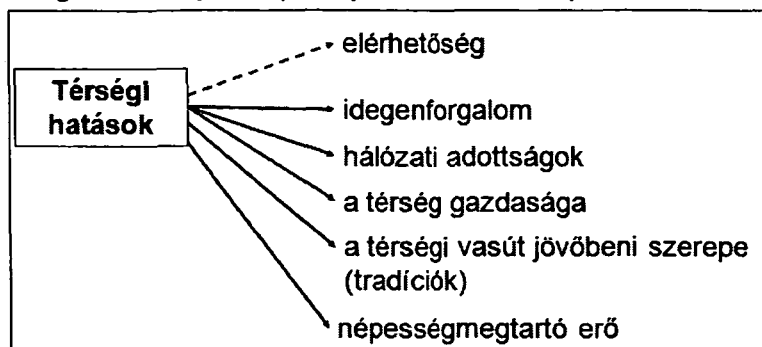 elérhetőség
Térségi
hatások
idegenforgalom
hálózati adottságok
a térség gazdasága
a térségi vasút jövőbeni szerepe
(tradíciók)
népességmegtartó erő